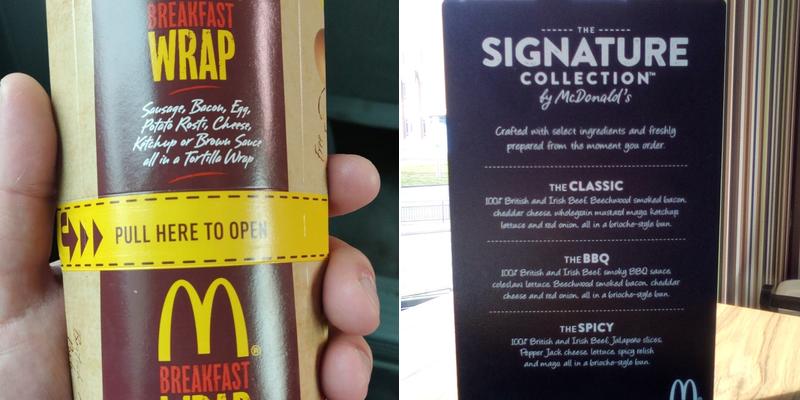 BREAKFAST
WRAP
Sausage, Bacon, Egg,
Potato Rosti, Cheese,
Ketchup or Brown Sauce
all in a Tortilla Wrap
Free
PULL HERE TO OPEN
M®
BREAKFAST
WRAP
THE
SIGNATURE
COLLECTION™
by McDonald's
Crafted with select ingredients and freshly
prepared from the moment you order.
THE CLASSIC
100% British and Irish Beef, Beechwood smoked bacon,
cheddar cheese, wholegrain mustard mayo, ketchup
lettuce and red onion, all in a brioche-style bun.
THE BBQ
100% British and Irish Beef, smoky BBQ sauce,
coleslaw, lettuce, Beechwood smoked bacon, cheddar
cheese and red onion, all in a brioche-style bun.
THE SPICY
100% British and Irish Beef, Jalapeño slices,
Pepper Jack cheese, lettuce, spicy relish
and mayo, all in a brioche-style bun.
M